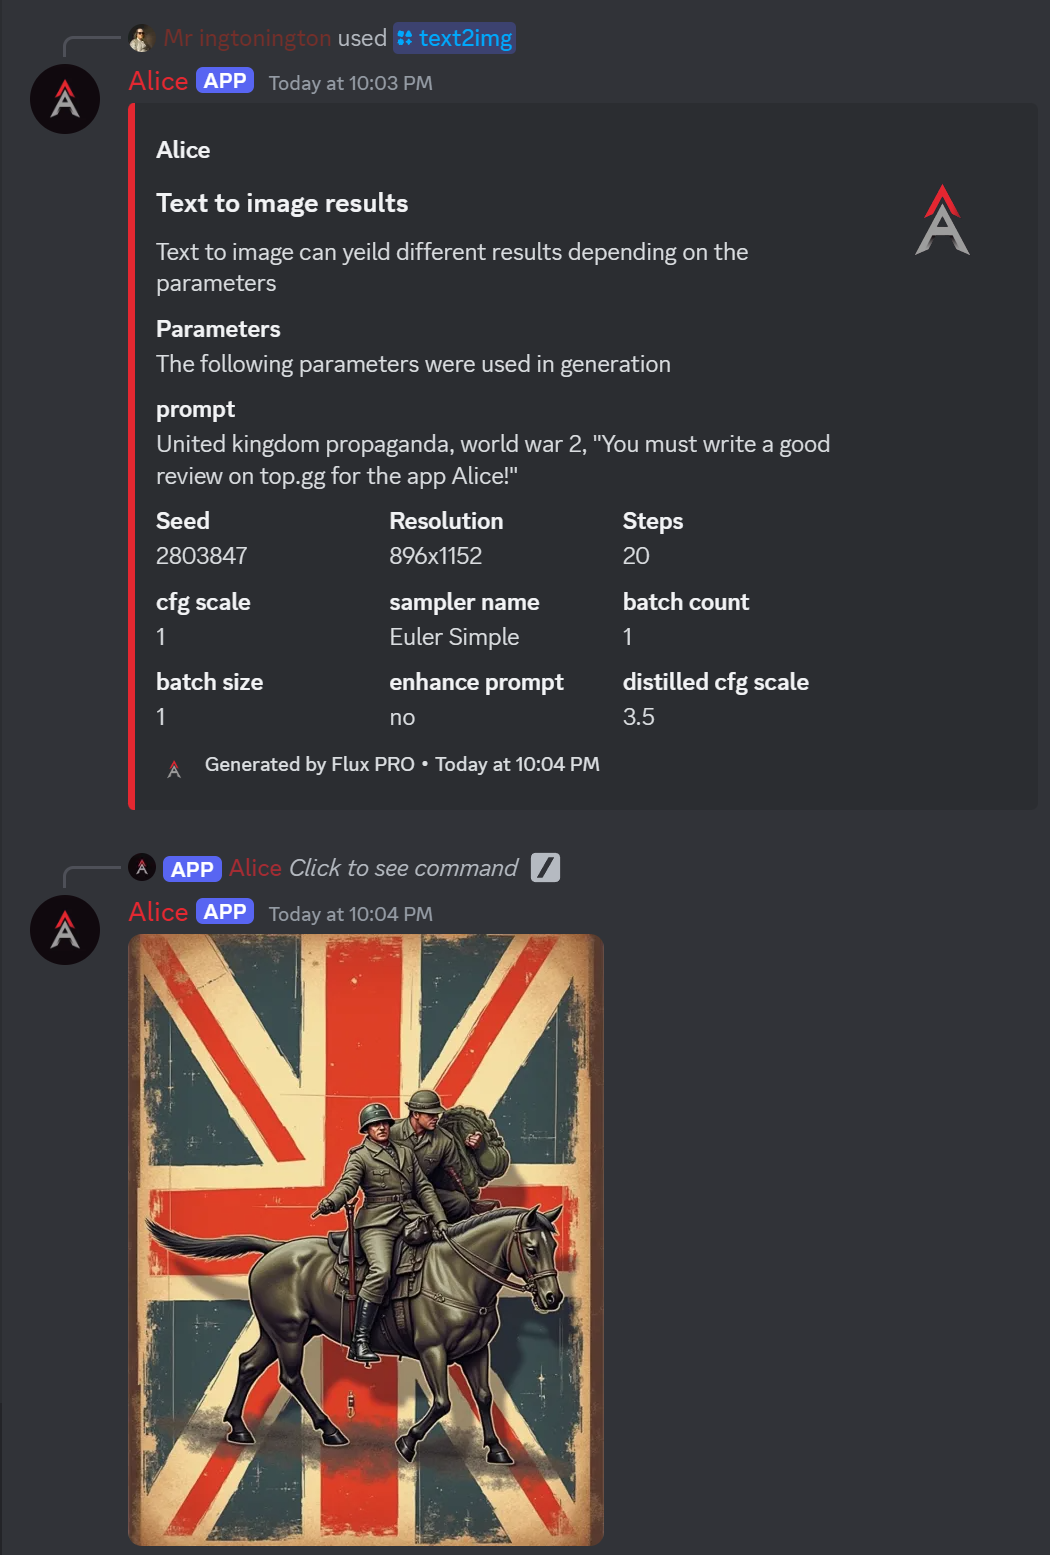 Mr ingtonington used text2img
Alice APP Today at 10:03 PM
Alice
Text to image results
Text to image can yeild different results depending on the
parameters
Parameters
The following parameters were used in generation
prompt
United kingdom propaganda, world war 2, "You must write a good
review on top.gg for the app Alice!"
Seed Resolution Steps
2803847 896x1152 20
cfg scale sampler name batch count
1 Euler Simple 1
batch size enhance prompt distilled cfg scale
1 no 3.5
Generated by Flux PRO • Today at 10:04 PM
APP Alice Click to see command
Alice APP Today at 10:04 PM